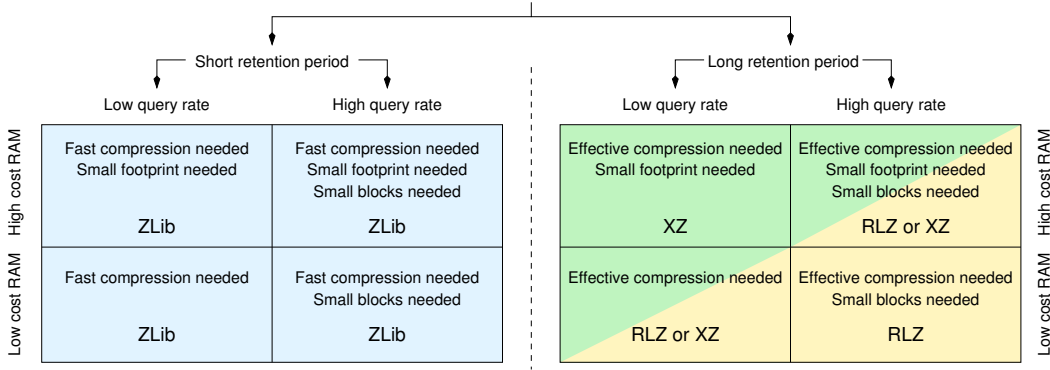 Short retention period
Long retention period
Low query rate
High query rate
Low query rate
High query rate
High cost RAM
Fast compression needed
Small footprint needed
ZLib
Fast compression needed
Small footprint needed
Small blocks needed
ZLib
Effective compression needed
Small footprint needed
XZ
Effective compression needed
Small footprint needed
Small blocks needed
RLZ or XZ
High cost RAM
Low cost RAM
Fast compression needed
ZLib
Fast compression needed
Small blocks needed
ZLib
Effective compression needed
RLZ or XZ
Effective compression needed
Small blocks needed
RLZ
Low cost RAM